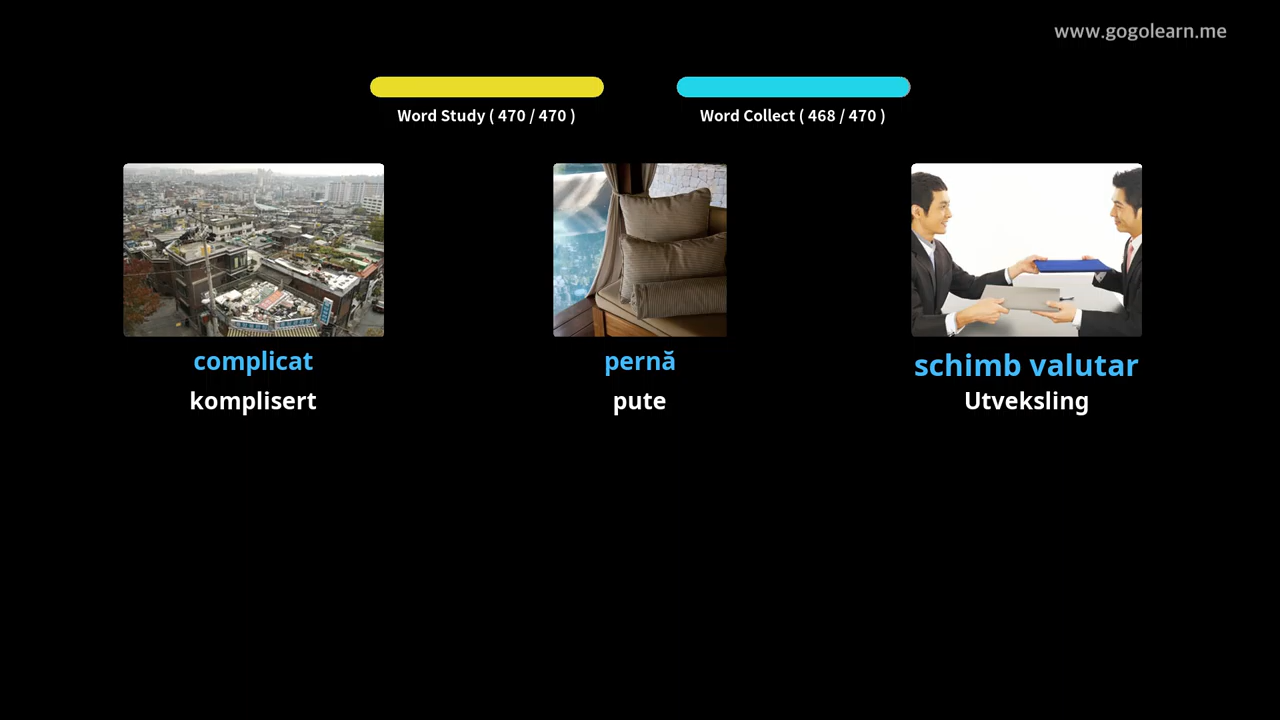 www.gogolearn.me
Word Study ( 470 / 470 )
Word Collect ( 468 / 470 )
complicat
pernă
schimb valutar
komplisert
pute
Utveksling